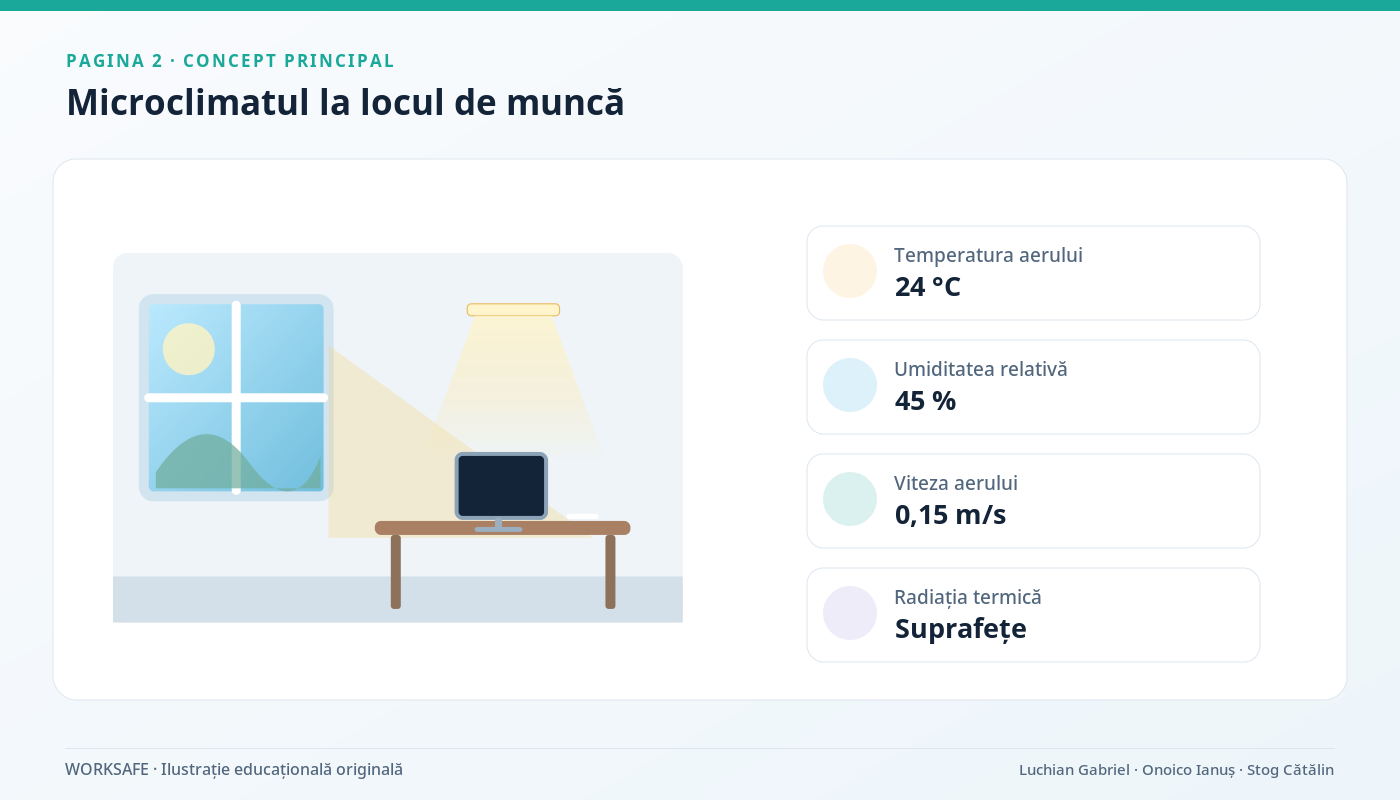 PAGINA 2 · CONCEPT PRINCIPAL
Microclimatul la locul de muncă
Temperatura aerului
24 °C
Umiditatea relativă
45 %
Viteza aerului
0,15 m/s
Radiația termică
Suprafețe
WORKSAFE · Ilustrație educațională originală
Luchian Gabriel · Onoico Ianuș · Stog Cătălin